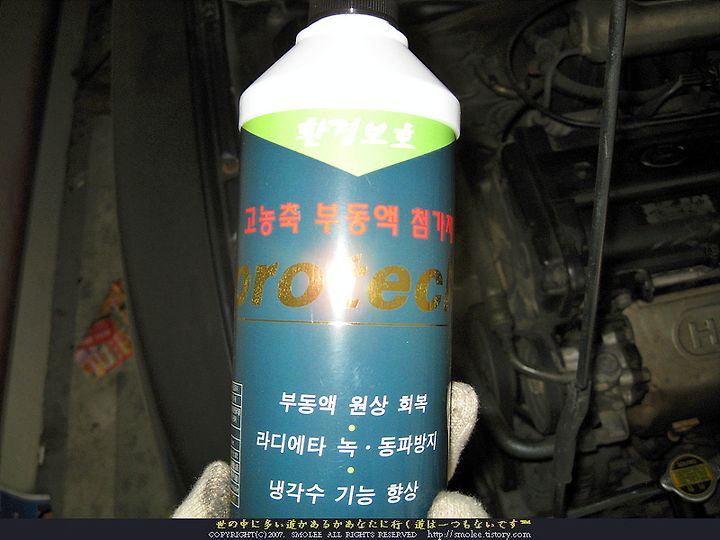 환경보호
고농축 부동액 첨가제
protec
부동액 원상 회복
라디에타 녹 · 동파방지
냉각수 기능 향상
世の中に多い道があるがあなたに行く道は一つもないです
COPYRIGHT(C) 2007. SMOLEE ALL RIGHTS RESERVED http://smolee.tistory.com